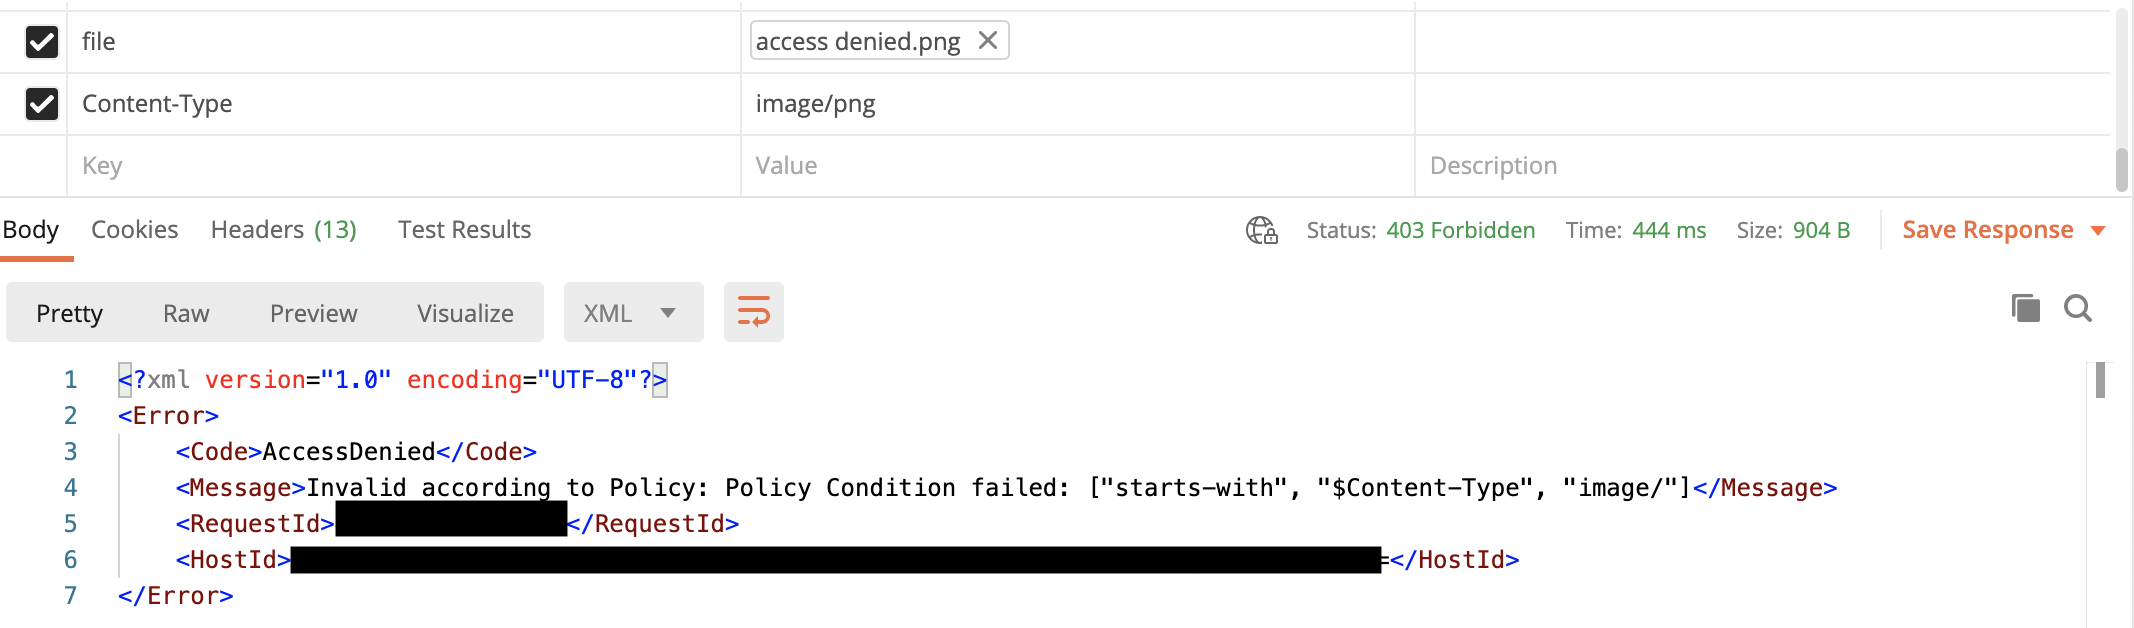 file access denied.png
Content-Type image/png
Key Value Description
Body Cookies Headers (13) Test Results Status: 403 Forbidden Time: 444 ms Size: 904 B Save Response
Pretty Raw Preview Visualize XML
1 <?xml version="1.0" encoding="UTF-8"?>
2 <Error>
3 <Code>AccessDenied</Code>
4 <Message>Invalid according to Policy: Policy Condition failed: ["starts-with", "$Content-Type", "image/"]</Message>
5 <RequestId></RequestId>
6 <HostId>=</HostId>
7 </Error>